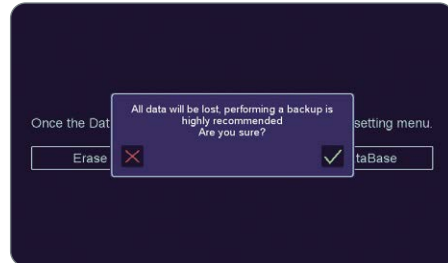 All data will be lost, performing a backup is
highly recommended
Are you sure?
Once the Dat
setting menu.
Erase
taBase